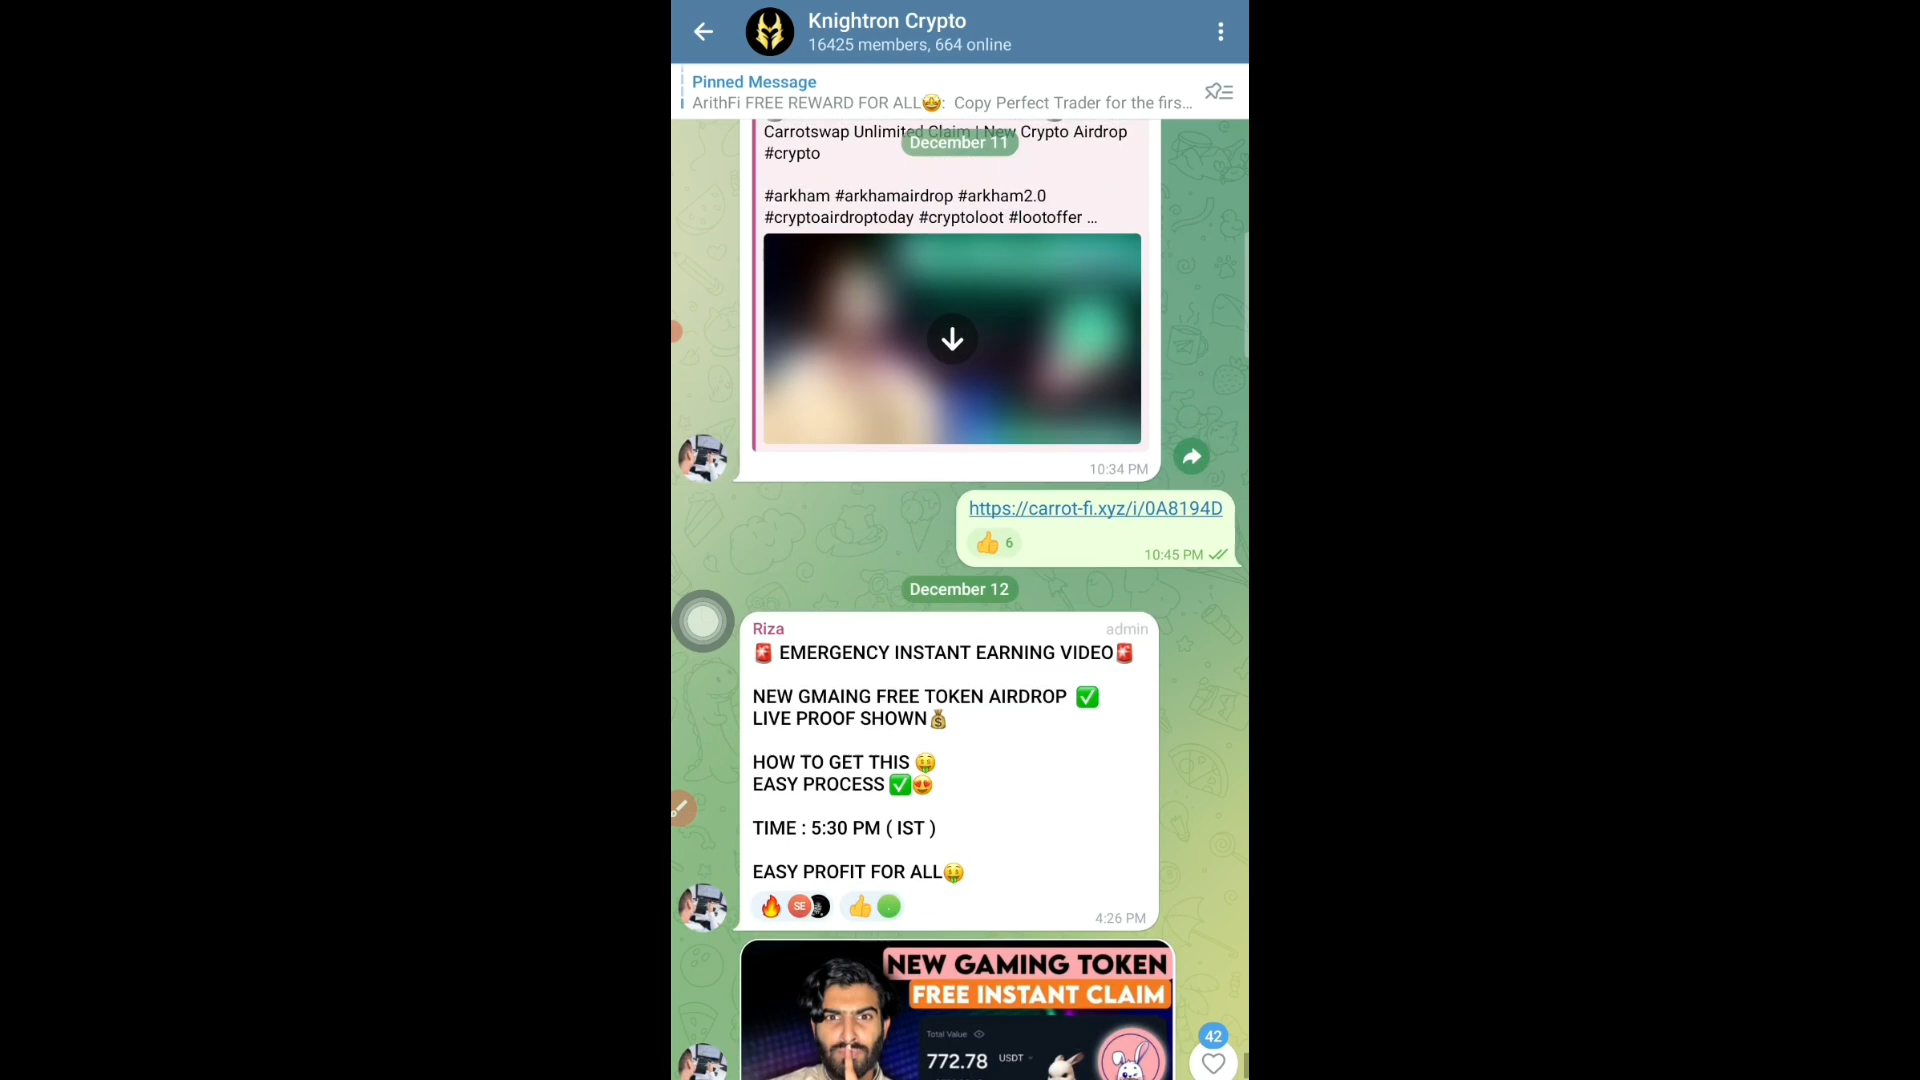 Knightron Crypto
16425 members, 664 online
Pinned Message
ArithFi FREE REWARD FOR ALL🤩: Copy Perfect Trader for the firs...
Carrotswap Unlimited Claim | New Crypto Airdrop
December 11
#crypto
#arkham #arkhamairdrop #arkham2.0
#cryptoairdroptoday #cryptoloot #lootoffer ...
10:34 PM
https://carrot-fi.xyz/i/0A8194D
👍 6
10:45 PM
December 12
Riza admin
🚨 EMERGENCY INSTANT EARNING VIDEO🚨
NEW GMAING FREE TOKEN AIRDROP ✅
LIVE PROOF SHOWN💰
HOW TO GET THIS 🤑
EASY PROCESS ✅😍
TIME : 5:30 PM ( IST )
EASY PROFIT FOR ALL🤑
SE
4:26 PM
NEW GAMING TOKEN
FREE INSTANT CLAIM
Total Value
772.78 USDT
42